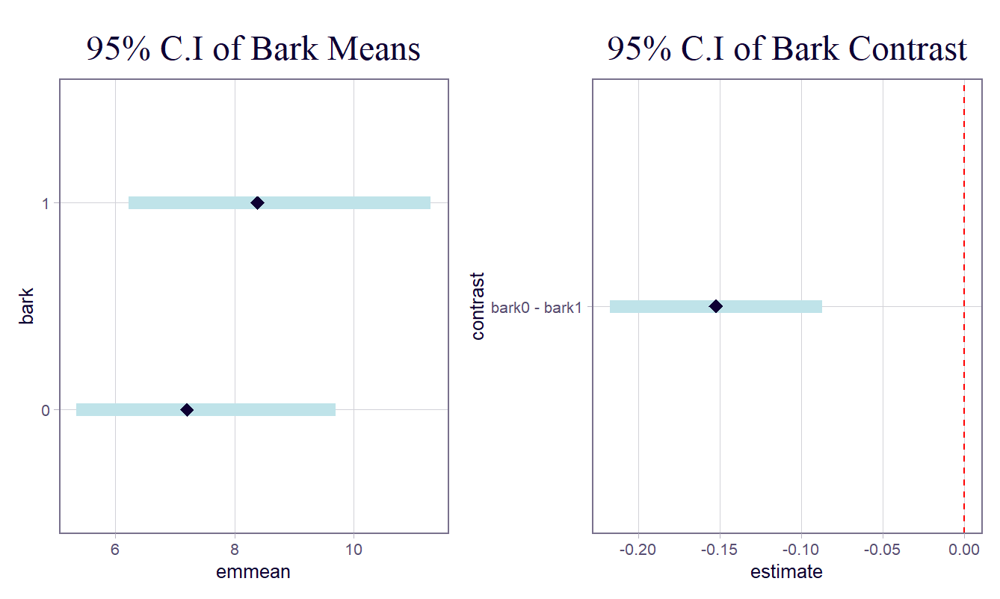 95% C.I of Bark Means
bark
1
0
6 8 10
emmean
95% C.I of Bark Contrast
contrast
bark0 - bark1
-0.20 -0.15 -0.10 -0.05 0.00
estimate